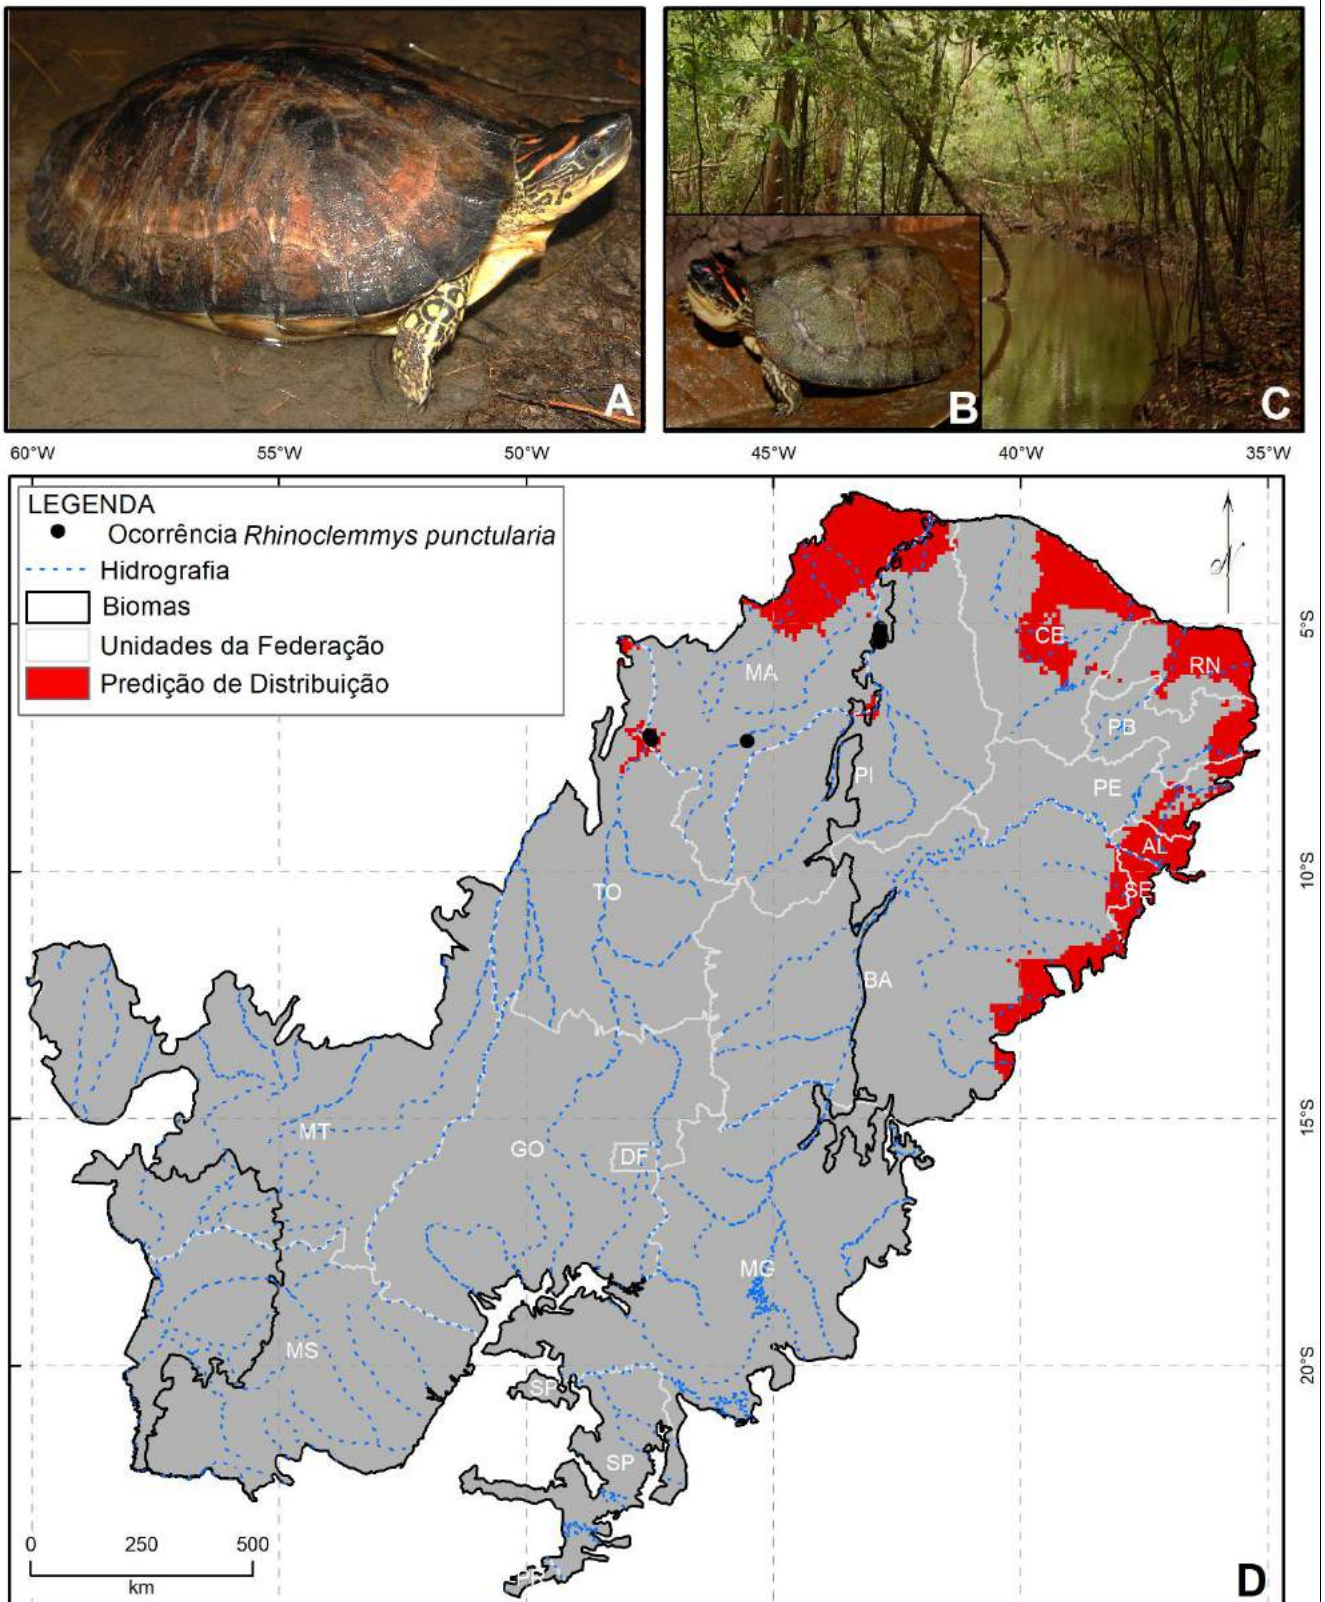 A
B
C
60°W 55°W 50°W 45°W 40°W 35°W
LEGENDA
Ocorrência Rhinoclemmys punctularia
Hidrografia
Biomas
Unidades da Federação
Predição de Distribuição
N
5°S
CE
RN
MA
PB
PI
PE
AL
10°S
TO
SE
BA
15°S
MT
GO
DF
MG
MS
20°S
SP
SP
PR
0 250 500
km
D